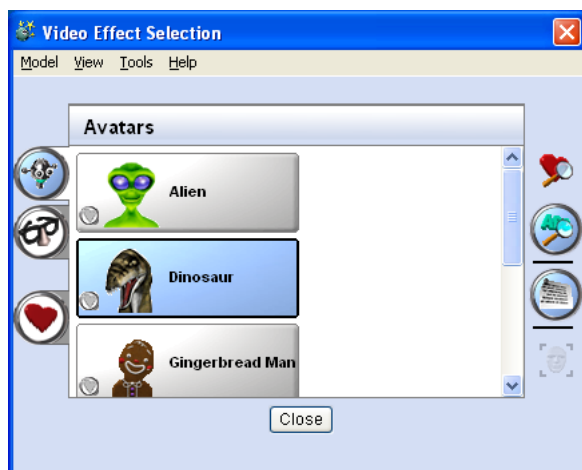 Video Effect Selection
Model View Tools Help
Avatars
Alien
Dinosaur
Gingerbread Man
Close